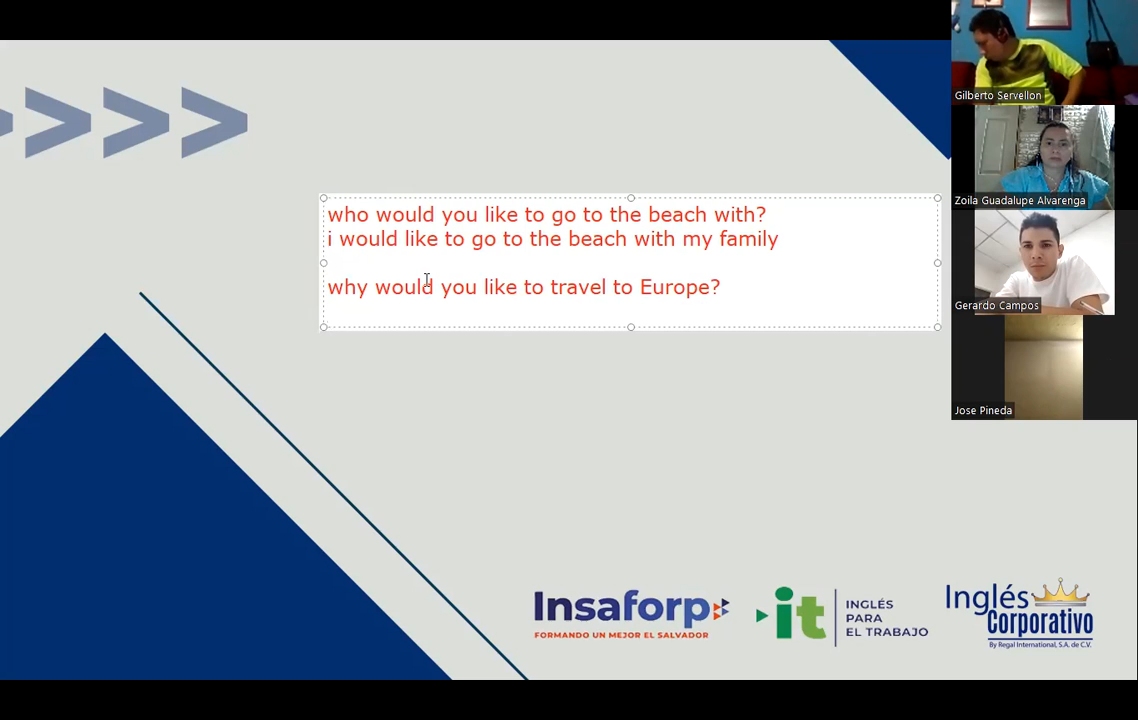 who would you like to go to the beach with?
i would like to go to the beach with my family
why would you like to travel to Europe?
Gilberto Servellon
Zoila Guadalupe Alvarenga
Gerardo Campos
Jose Pineda
Insaforp
FORMANDO UN MEJOR EL SALVADOR
it
INGLÉS
PARA
EL TRABAJO
Inglés
Corporativo
By Regal International, S.A. de C.V.